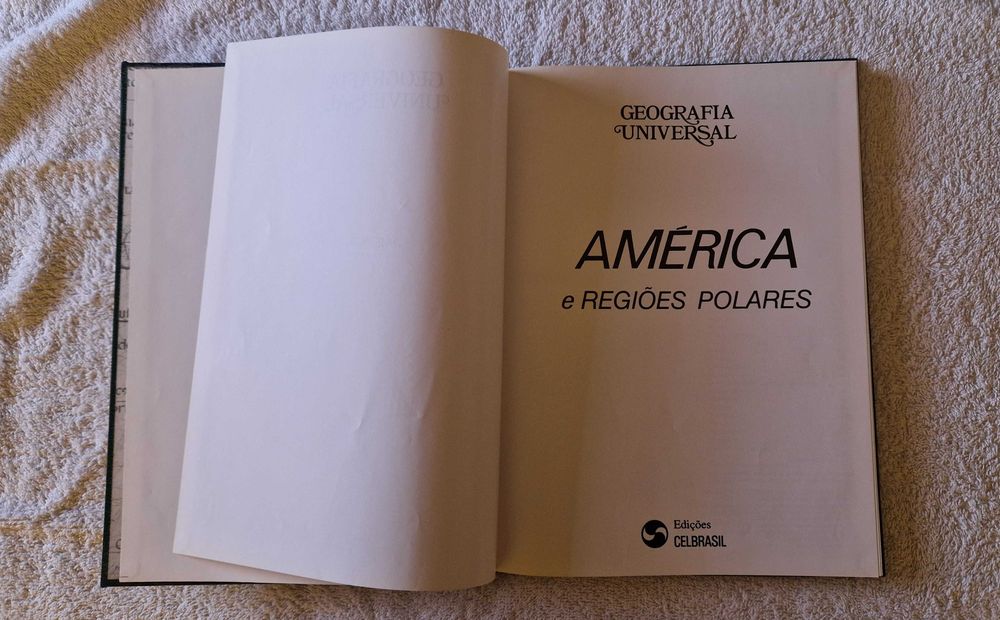 GEOGRAFIA
UNIVERSAL
AMÉRICA
e REGIÕES POLARES
Edições
CELBRASIL